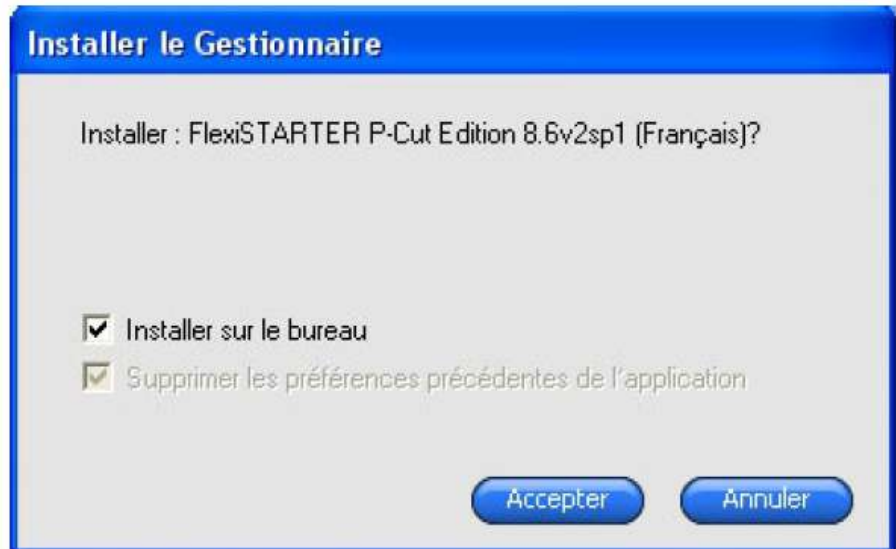 Installer le Gestionnaire
Installer : FlexiSTARTER P-Cut Edition 8.6v2sp1 (Français)?
Installer sur le bureau
Supprimer les préférences précédentes de l'application
Accepter
Annuler